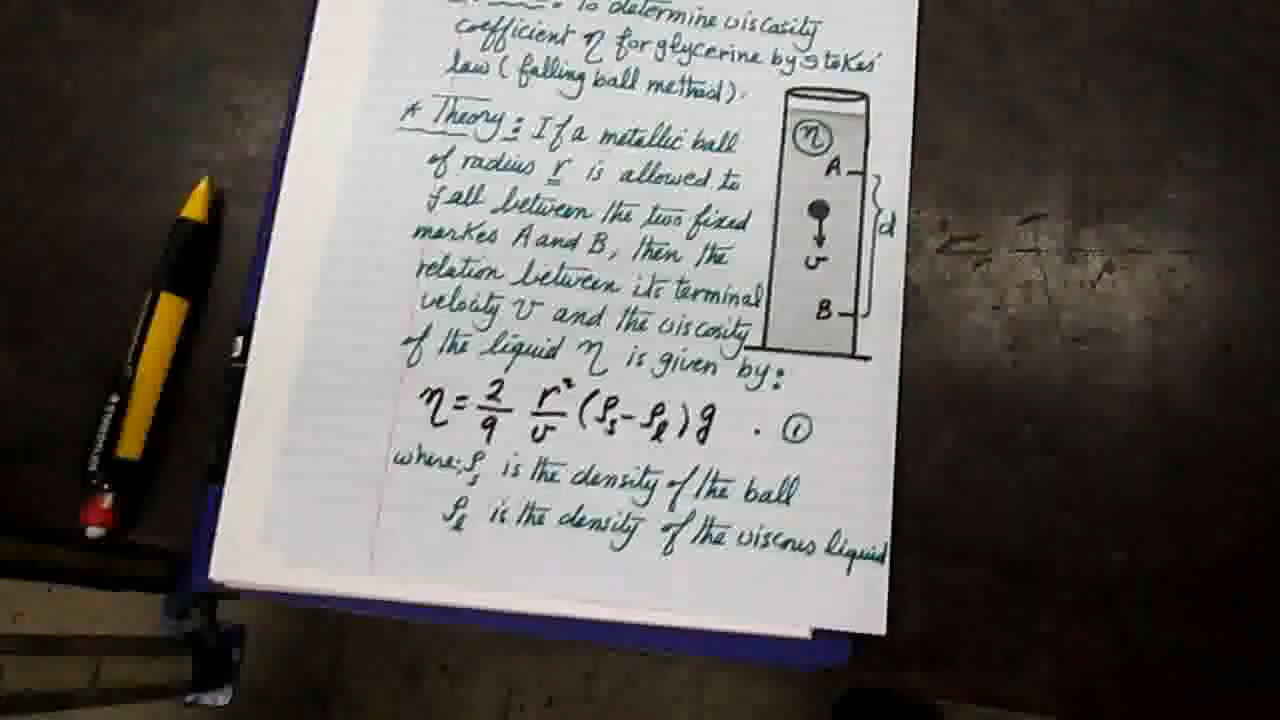 To determine viscosity
coefficient η for glycerine by stokes'
law (falling ball method).
* Theory: If a metallic ball
of radius r is allowed to
fall between the two fixed
markes A and B, then the
relation between its terminal
velocity v and the viscosity
of the liquid η is given by:
η = 2/9 r²/v (ρs - ρℓ) g . ①
where: ρs is the density of the ball
ρℓ is the density of the viscous liquid
η
A
d
v
B